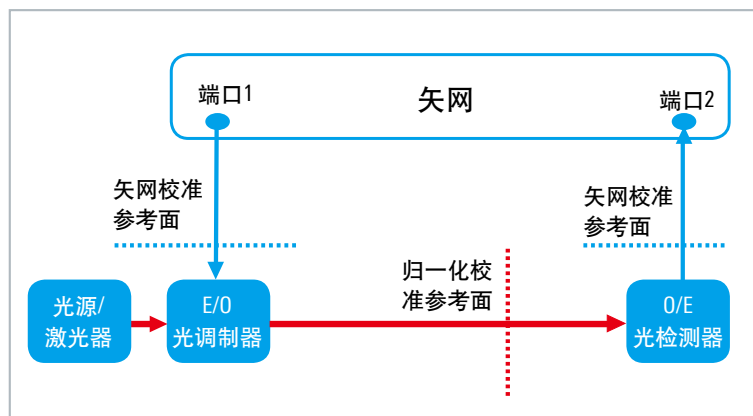 端口1
矢网
端口2
矢网校准
参考面
矢网校准
参考面
归一化校
准参考面
光源/
激光器
E/O
光调制器
O/E
光检测器